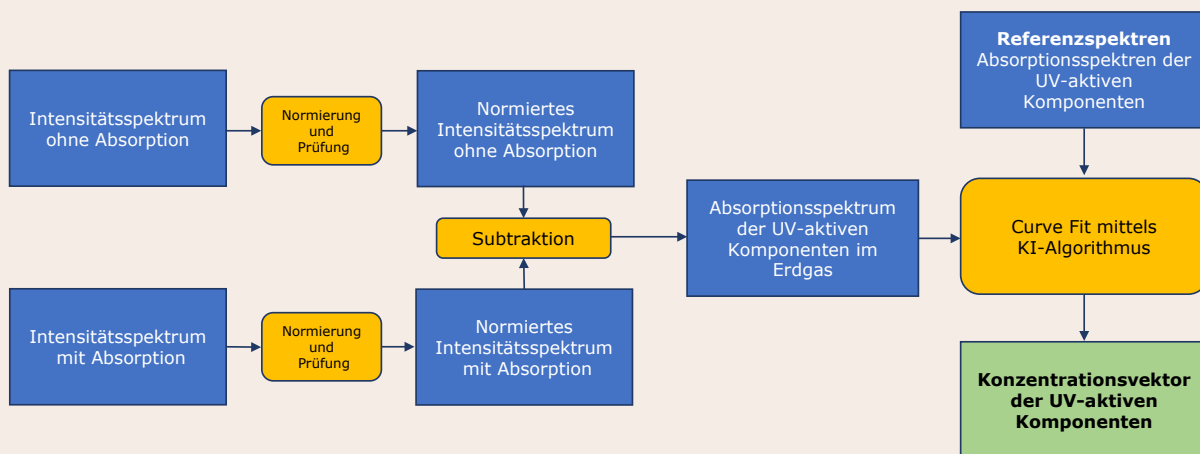 Intensitätsspektrum
ohne Absorption
Normierung
und
Prüfung
Normiertes
Intensitätsspektrum
ohne Absorption
Intensitätsspektrum
mit Absorption
Normierung
und
Prüfung
Normiertes
Intensitätsspektrum
mit Absorption
Subtraktion
Absorptionsspektrum
der UV-aktiven
Komponenten im
Erdgas
Referenzspektren
Absorptionsspektren der
UV-aktiven
Komponenten
Curve Fit mittels
KI-Algorithmus
Konzentrationsvektor
der UV-aktiven
Komponenten